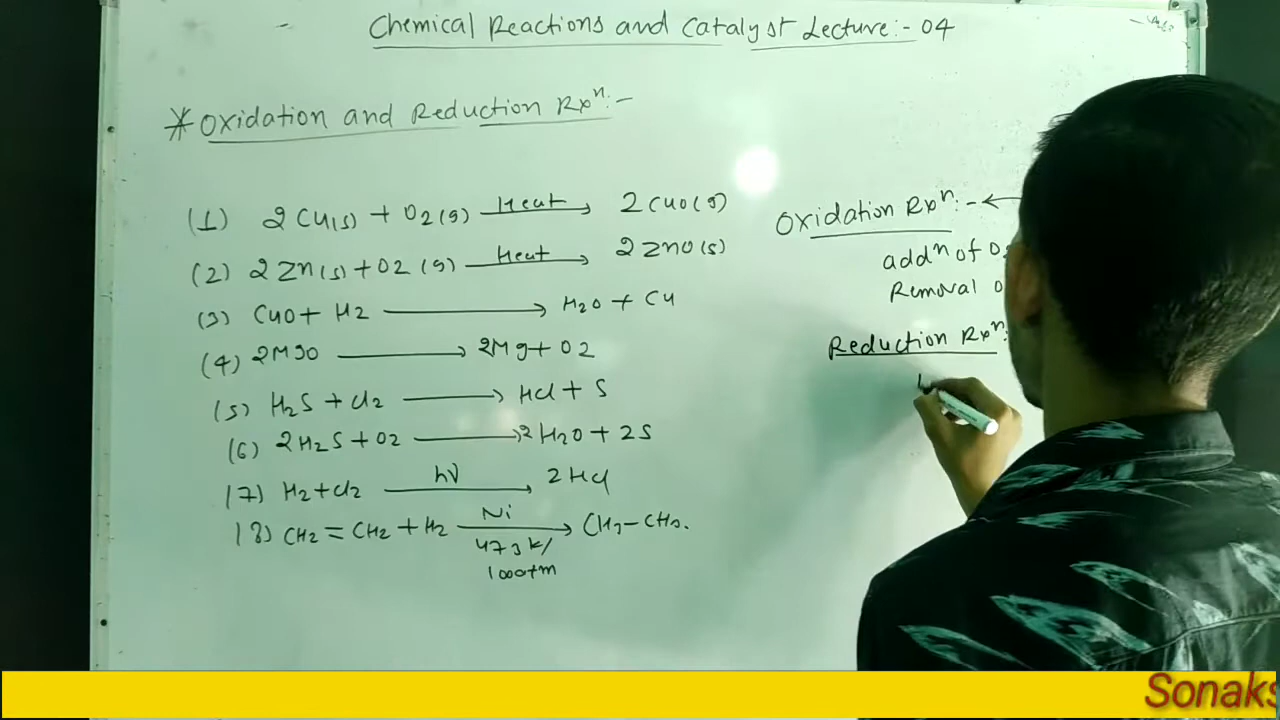 Chemical Reactions and Catalyst Lecture:- 04
* Oxidation and Reduction Rxⁿ:-
(1) 2Cu(s) + O2(g) —Heat→ 2CuO(s)
(2) 2Zn(s) + O2(g) —Heat→ 2ZnO(s)
(3) CuO + H2 → H2O + Cu
(4) 2MgO → 2Mg + O2
(5) H2S + Cl2 → HCl + S
(6) 2H2S + O2 → 2H2O + 2S
(7) H2 + Cl2 —hν→ 2HCl
(8) CH2 = CH2 + H2 —Ni→ CH3 – CH3.
473 K/
100atm
Oxidation Rxⁿ:- ←
addⁿ of O
Removal o
Reduction Rxⁿ:
Sonaks